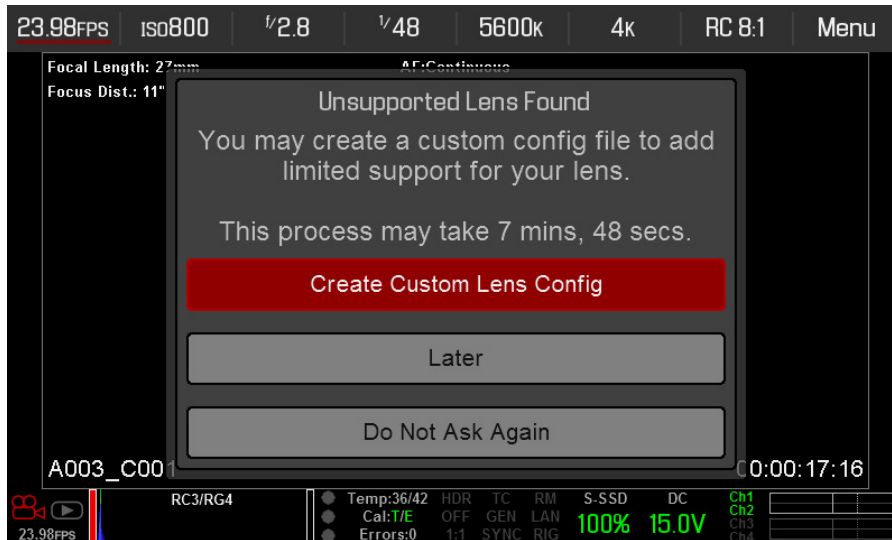 23.98FPS ISO800 f/2.8 1/48 5600K 4K RC 8:1 Menu
Focal Length: 27mm AF:Continuous
Focus Dist.: 11"
Unsupported Lens Found
You may create a custom config file to add
limited support for your lens.
This process may take 7 mins, 48 secs.
Create Custom Lens Config
Later
Do Not Ask Again
A003_C001 00:00:17:16
RC3/RG4 Temp:36/42 HDR TC RM S-SSD DC Ch1
Cal:T/E OFF GEN LAN 100% 15.0V Ch2
Ch3
23.98FPS Errors:0 1:1 SYNC RIG Ch4